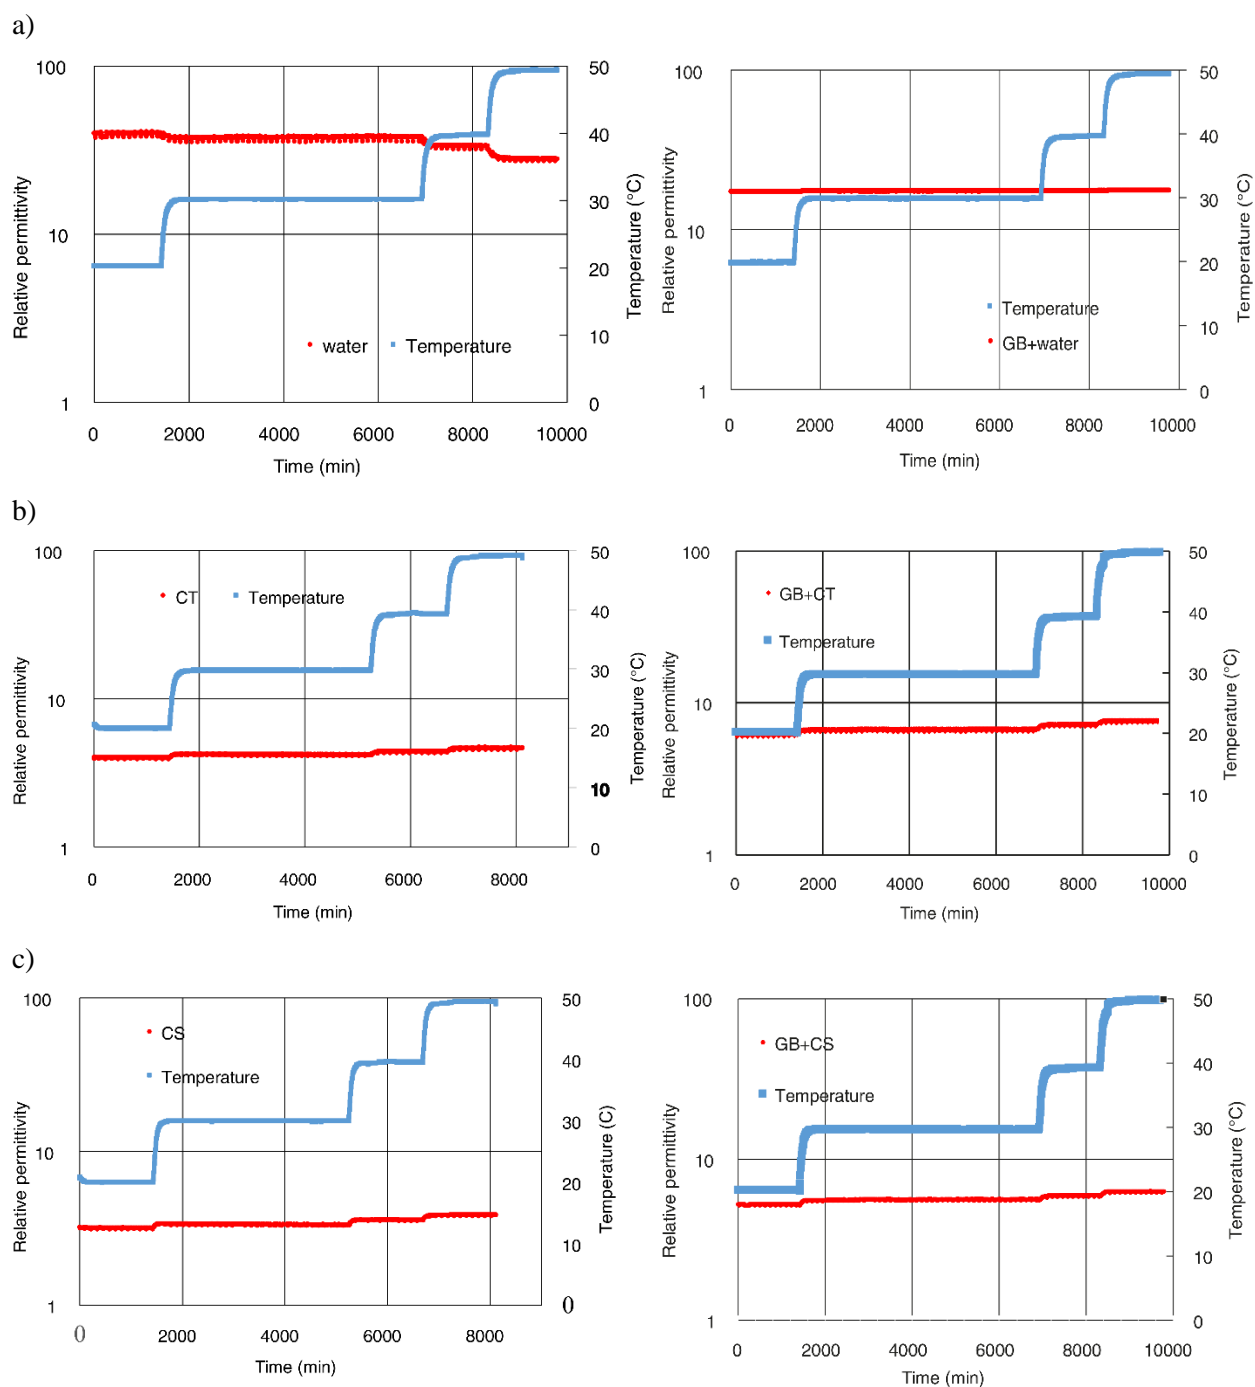 a)
100
10
1
Relative permittivity
50
40
30
20
10
0
Temperature (°C)
water
Temperature
0 2000 4000 6000 8000 10000
Time (min)
100
10
1
Relative permittivity
50
40
30
20
10
0
Temperature (°C)
Temperature
GB+water
0 2000 4000 6000 8000 10000
Time (min)
b)
100
10
1
Relative permittivity
50
40
30
20
10
0
Temperature (°C)
CT
Temperature
0 2000 4000 6000 8000
Time (min)
100
10
1
Relative permittivity
50
40
30
20
10
0
Temperature (°C)
GB+CT
Temperature
0 2000 4000 6000 8000 10000
Time (min)
c)
100
10
1
Relative permittivity
50
40
30
20
10
0
Temperature (C)
CS
Temperature
0 2000 4000 6000 8000
Time (min)
100
10
1
Relative permittivity
50
40
30
20
10
0
Temperature (°C)
GB+CS
Temperature
0 2000 4000 6000 8000 10000
Time (min)